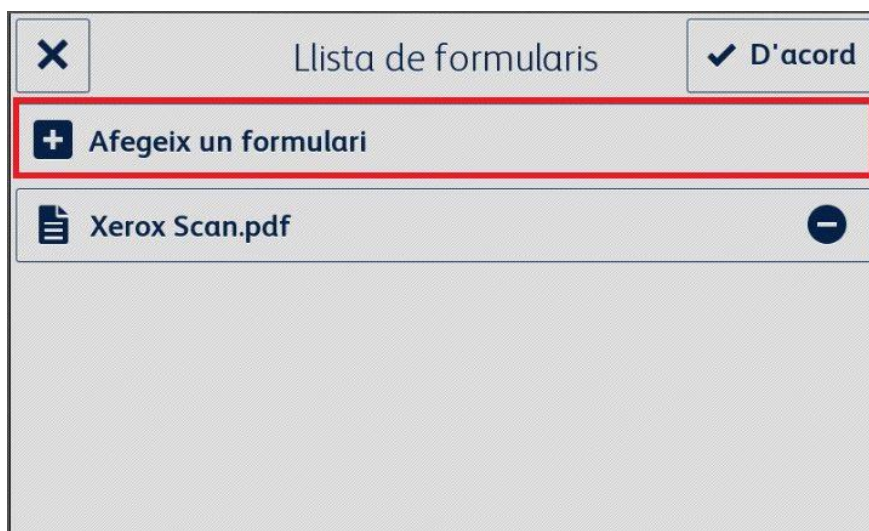 Llista de formularis
D'acord
Afegeix un formulari
Xerox Scan.pdf